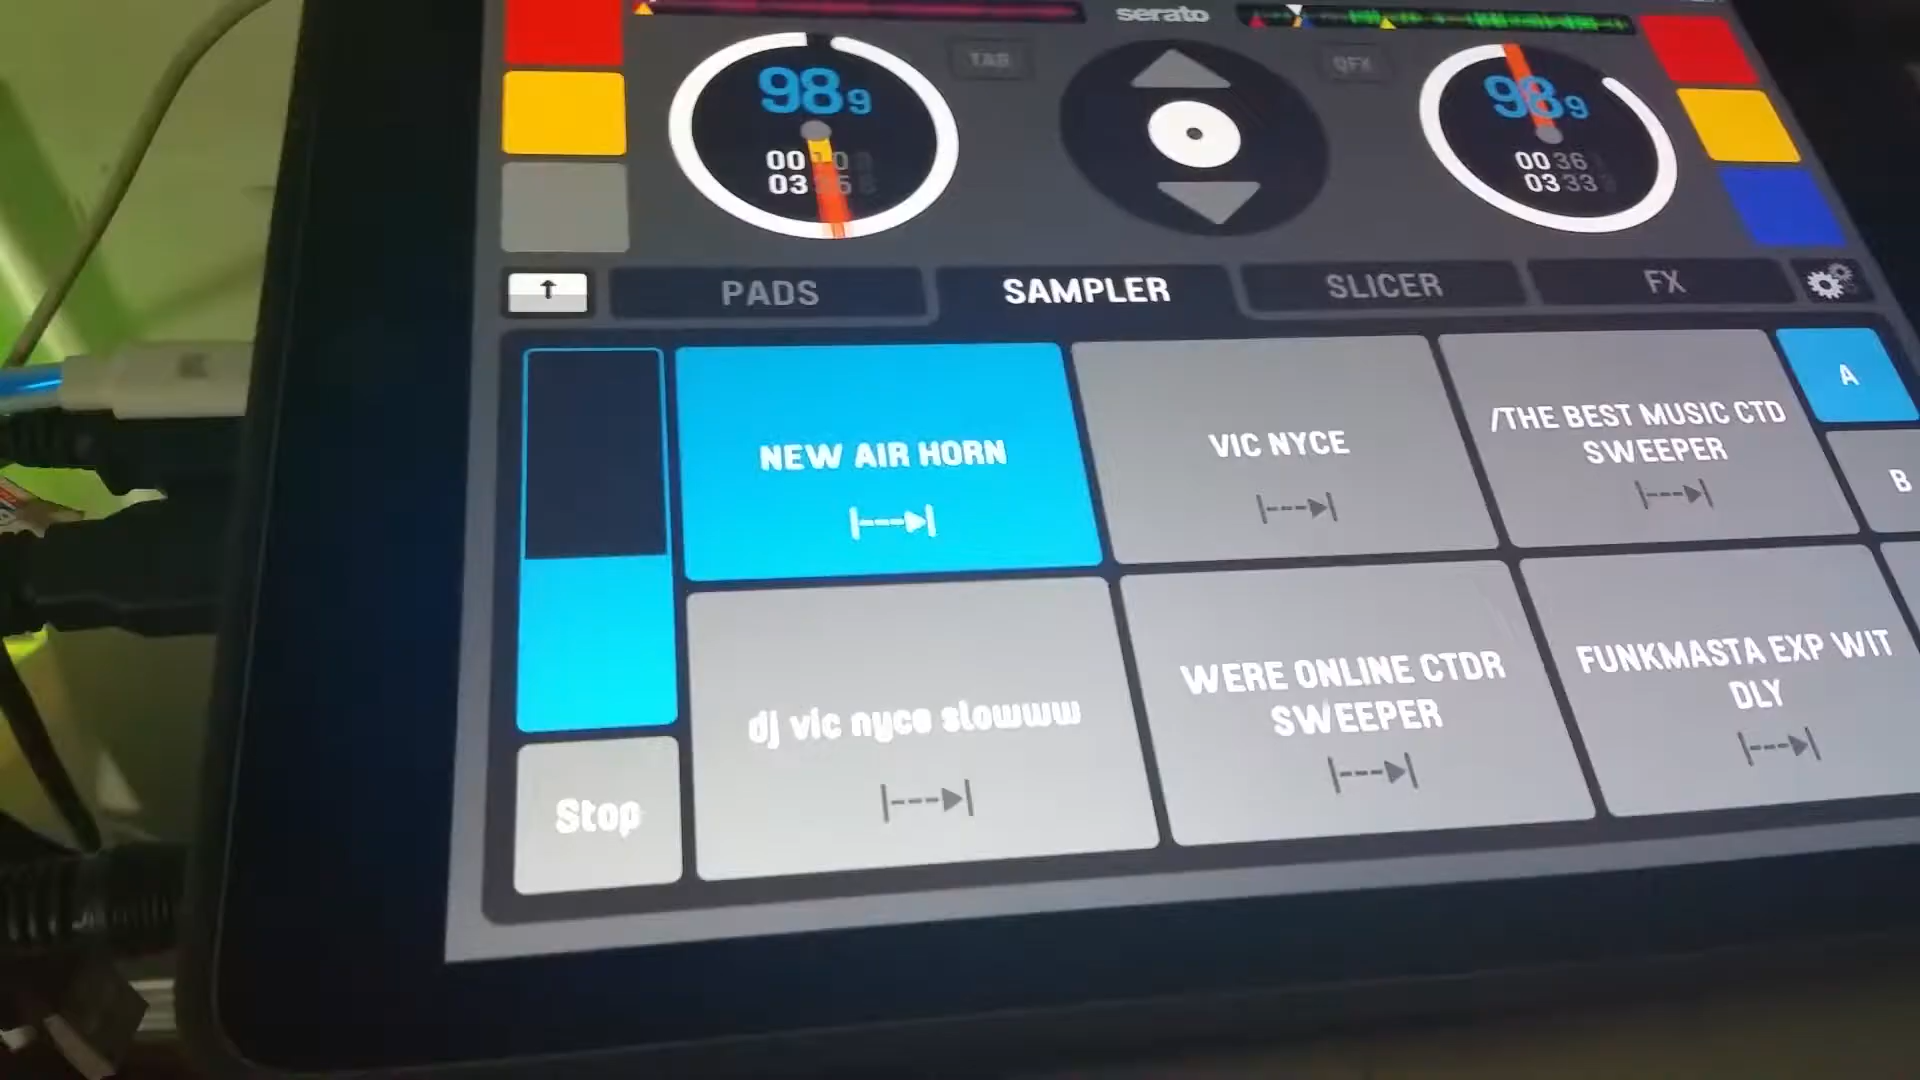 serato
TAB
QFX
98.9
00
03
98.9
00 36
03 33
PADS
SAMPLER
SLICER
FX
NEW AIR HORN
VIC NYCE
/THE BEST MUSIC CTD
SWEEPER
A
B
dj vic nyce slowww
WERE ONLINE CTDR
SWEEPER
FUNKMASTA EXP WIT
DLY
Stop